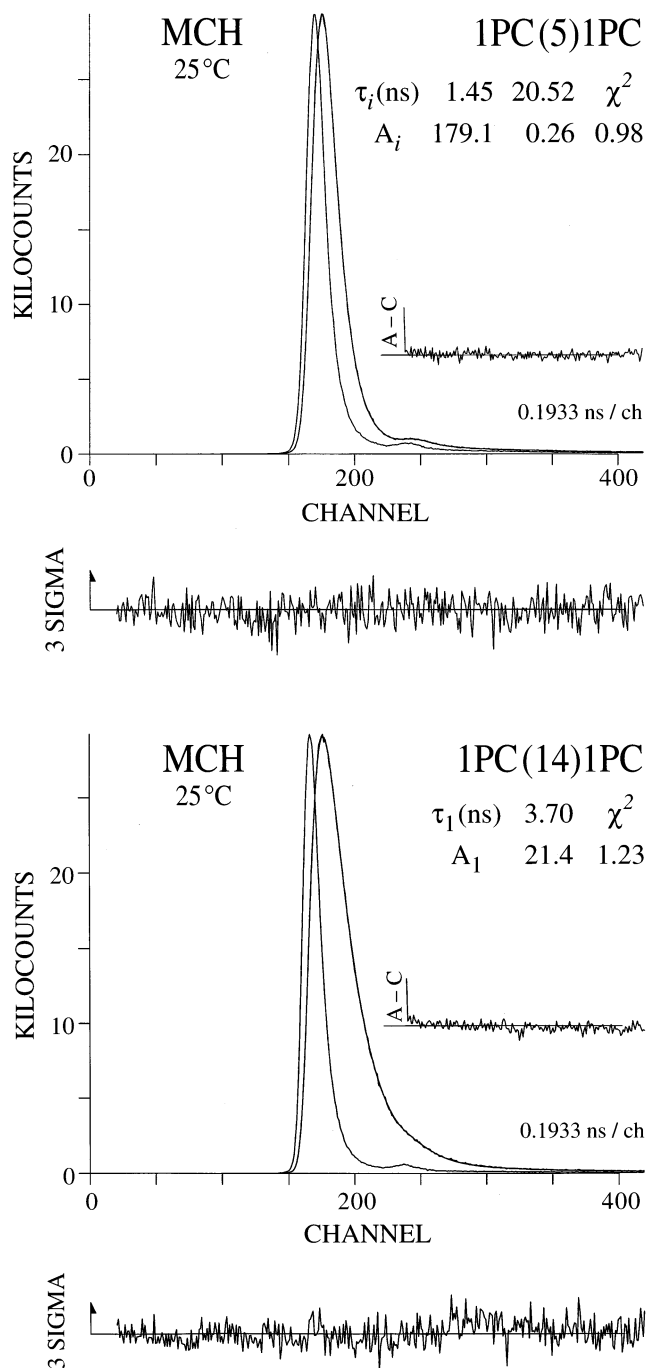 MCH 1PC(5)1PC
25°C
τi(ns) 1.45 20.52 χ2
Ai 179.1 0.26 0.98
KILOCOUNTS
20
10
0
A – C
0.1933 ns / ch
0 200 400
CHANNEL
3 SIGMA
MCH 1PC(14)1PC
25°C
τ1(ns) 3.70 χ2
A1 21.4 1.23
KILOCOUNTS
20
10
0
A – C
0.1933 ns / ch
0 200 400
CHANNEL
3 SIGMA